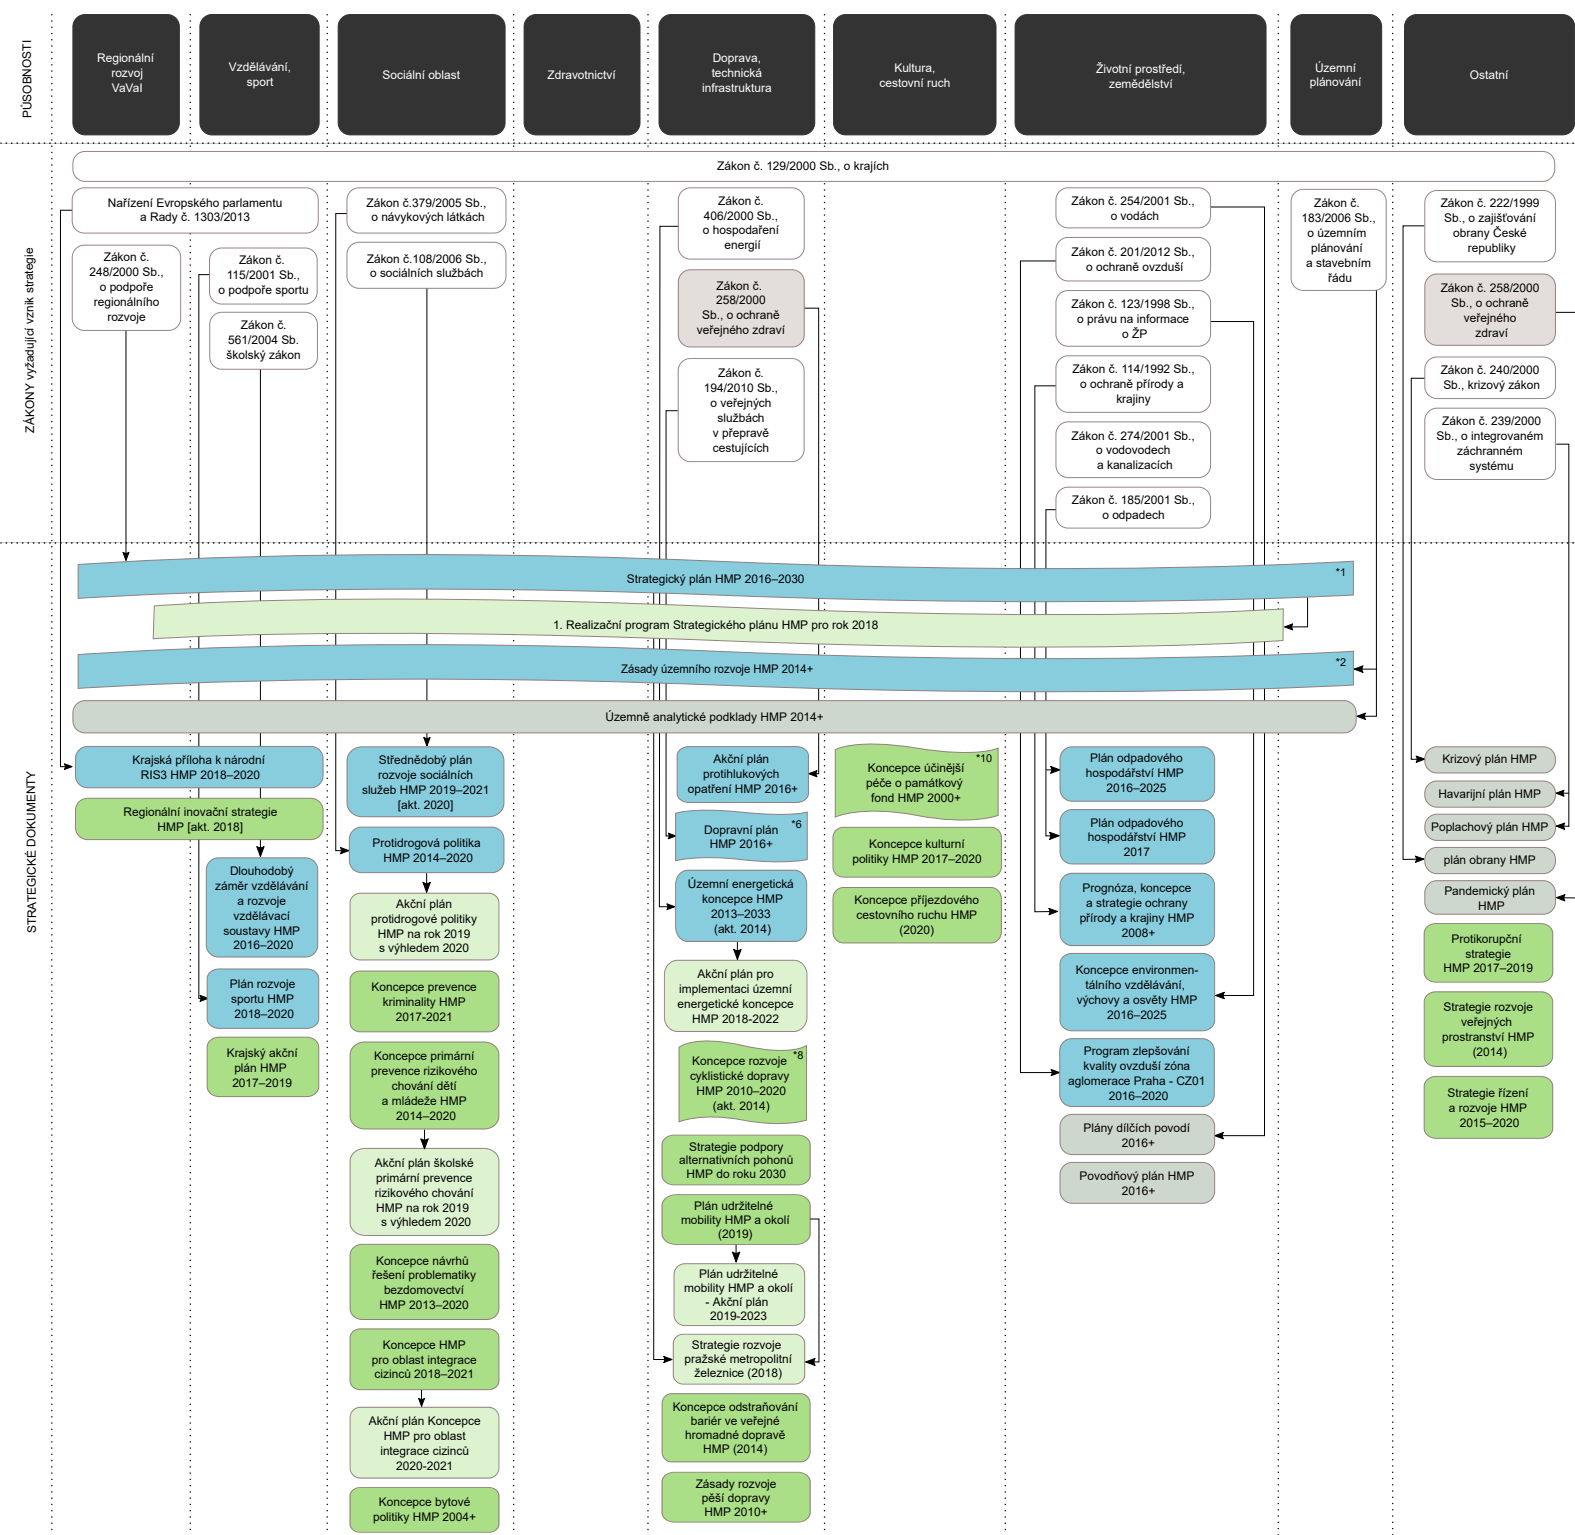 PŮSOBNOSTI
Regionální
rozvoj
VaVaI
Vzdělávání,
sport
Sociální oblast
Zdravotnictví
Doprava,
technická
infrastruktura
Kultura,
cestovní ruch
Životní prostředí,
zemědělství
Územní
plánování
Ostatní
ZÁKONY vyžadující vznik strategie
Zákon č. 129/2000 Sb., o krajích
Nařízení Evropského parlamentu
a Rady č. 1303/2013
Zákon č.
248/2000 Sb.,
o podpoře
regionálního
rozvoje
Zákon č.
115/2001 Sb.,
o podpoře sportu
Zákon č.
561/2004 Sb.
školský zákon
Zákon č.379/2005 Sb.,
o návykových látkách
Zákon č.108/2006 Sb.,
o sociálních službách
Zákon č.
406/2000 Sb.,
o hospodaření
energií
Zákon č.
258/2000
Sb., o ochraně
veřejného zdraví
Zákon č.
194/2010 Sb.,
o veřejných
službách
v přepravě
cestujících
Zákon č. 254/2001 Sb.,
o vodách
Zákon č. 201/2012 Sb.,
o ochraně ovzduší
Zákon č. 123/1998 Sb.,
o právu na informace
o ŽP
Zákon č. 114/1992 Sb.,
o ochraně přírody a
krajiny
Zákon č. 274/2001 Sb.,
o vodovodech
a kanalizacích
Zákon č. 185/2001 Sb.,
o odpadech
Zákon č.
183/2006 Sb.,
o územním
plánování
a stavebním
řádu
Zákon č. 222/1999
Sb., o zajišťování
obrany České
republiky
Zákon č. 258/2000
Sb., o ochraně
veřejného
zdraví
Zákon č. 240/2000
Sb., krizový zákon
Zákon č. 239/2000
Sb., o integrovaném
záchranném
systému
STRATEGICKÉ DOKUMENTY
Strategický plán HMP 2016–2030
*1
1. Realizační program Strategického plánu HMP pro rok 2018
Zásady územního rozvoje HMP 2014+
*2
Územně analytické podklady HMP 2014+
Krajská příloha k národní
RIS3 HMP 2018–2020
Regionální inovační strategie
HMP [akt. 2018]
Dlouhodobý
záměr vzdělávání
a rozvoje
vzdělávací
soustavy HMP
2016–2020
Plán rozvoje
sportu HMP
2018–2020
Krajský akční
plán HMP
2017–2019
Střednědobý plán
rozvoje sociálních
služeb HMP 2019–2021
[akt. 2020]
Protidrogová politika
HMP 2014–2020
Akční plán
protidrogové politiky
HMP na rok 2019
s výhledem 2020
Koncepce prevence
kriminality HMP
2017-2021
Koncepce primární
prevence rizikového
chování dětí
a mládeže HMP
2014–2020
Akční plán školské
primární prevence
rizikového chování
HMP na rok 2019
s výhledem 2020
Koncepce návrhů
řešení problematiky
bezdomovectví
HMP 2013–2020
Koncepce HMP
pro oblast integrace
cizinců 2018–2021
Akční plán Koncepce
HMP pro oblast
integrace cizinců
2020-2021
Koncepce bytové
politiky HMP 2004+
Akční plán
protihlukových
opatření HMP 2016+
Dopravní plán
HMP 2016+
*6
Územní energetická
koncepce HMP
2013–2033
(akt. 2014)
Akční plán pro
implementaci územní
energetické koncepce
HMP 2018-2022
Koncepce rozvoje
cyklistické dopravy
HMP 2010–2020
(akt. 2014)
*8
Strategie podpory
alternativních pohonů
HMP do roku 2030
Plán udržitelné
mobility HMP a okolí
(2019)
Plán udržitelné
mobility HMP a okolí
- Akční plán
2019-2023
Strategie rozvoje
pražské metropolitní
železnice (2018)
Koncepce odstraňování
bariér ve veřejné
hromadné dopravě
HMP (2014)
Zásady rozvoje
pěší dopravy
HMP 2010+
*10
Koncepce účinější
péče o památkový
fond HMP 2000+
Koncepce kulturní
politiky HMP 2017–2020
Koncepce příjezdového
cestovního ruchu HMP
(2020)
Plán odpadového
hospodářství HMP
2016–2025
Plán odpadového
hospodářství HMP
2017
Prognóza, koncepce
a strategie ochrany
přírody a krajiny HMP
2008+
Koncepce environmen-
tálního vzdělávání,
výchovy a osvěty HMP
2016–2025
Program zlepšování
kvality ovzduší zóna
aglomerace Praha - CZ01
2016–2020
Plány dílčích povodí
2016+
Povodňový plán HMP
2016+
Krizový plán HMP
Havarijní plán HMP
Poplachový plán HMP
plán obrany HMP
Pandemický plán
HMP
Protikorupční
strategie
HMP 2017–2019
Strategie rozvoje
veřejných
prostranství HMP
(2014)
Strategie řízení
a rozvoje HMP
2015–2020